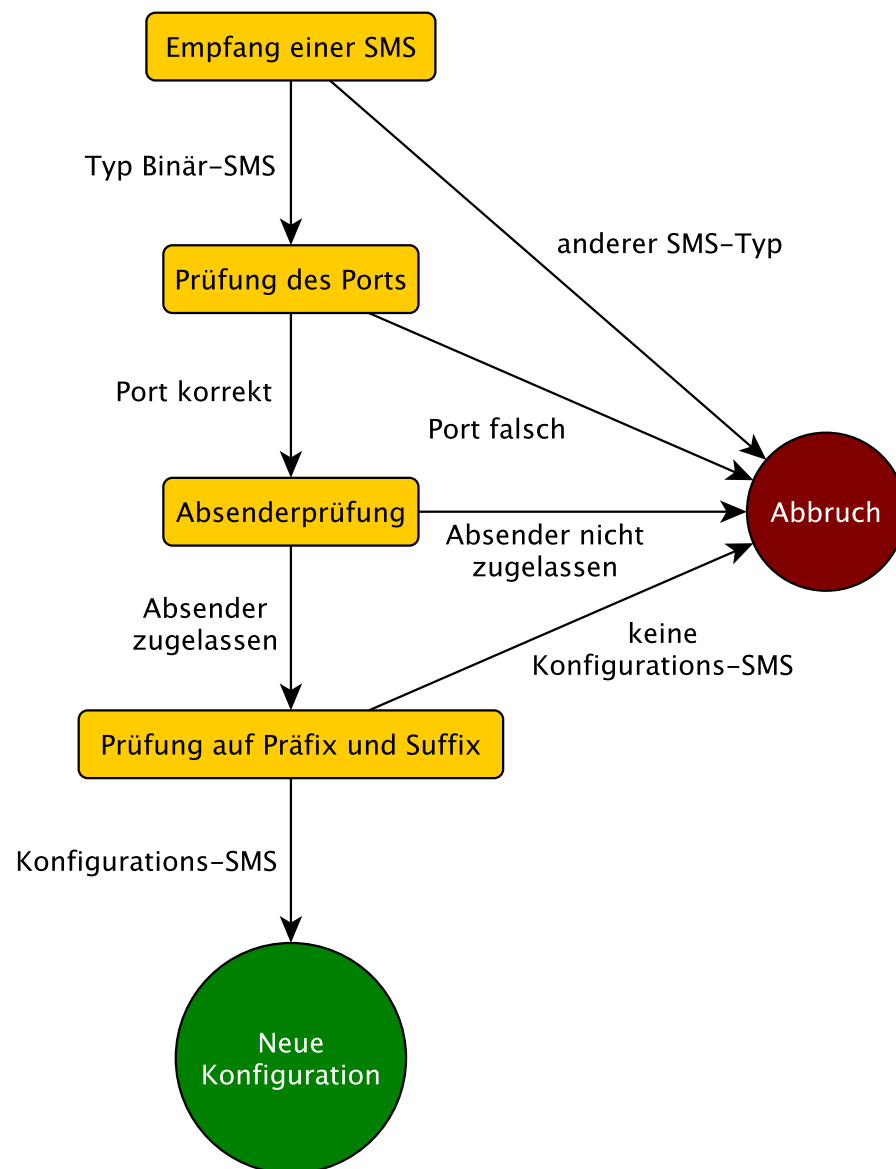 Empfang einer SMS
Typ Binär-SMS
anderer SMS-Typ
Prüfung des Ports
Port korrekt
Port falsch
Absenderprüfung
Abbruch
Absender nicht
zugelassen
Absender
zugelassen
keine
Konfigurations-SMS
Prüfung auf Präfix und Suffix
Konfigurations-SMS
Neue
Konfiguration